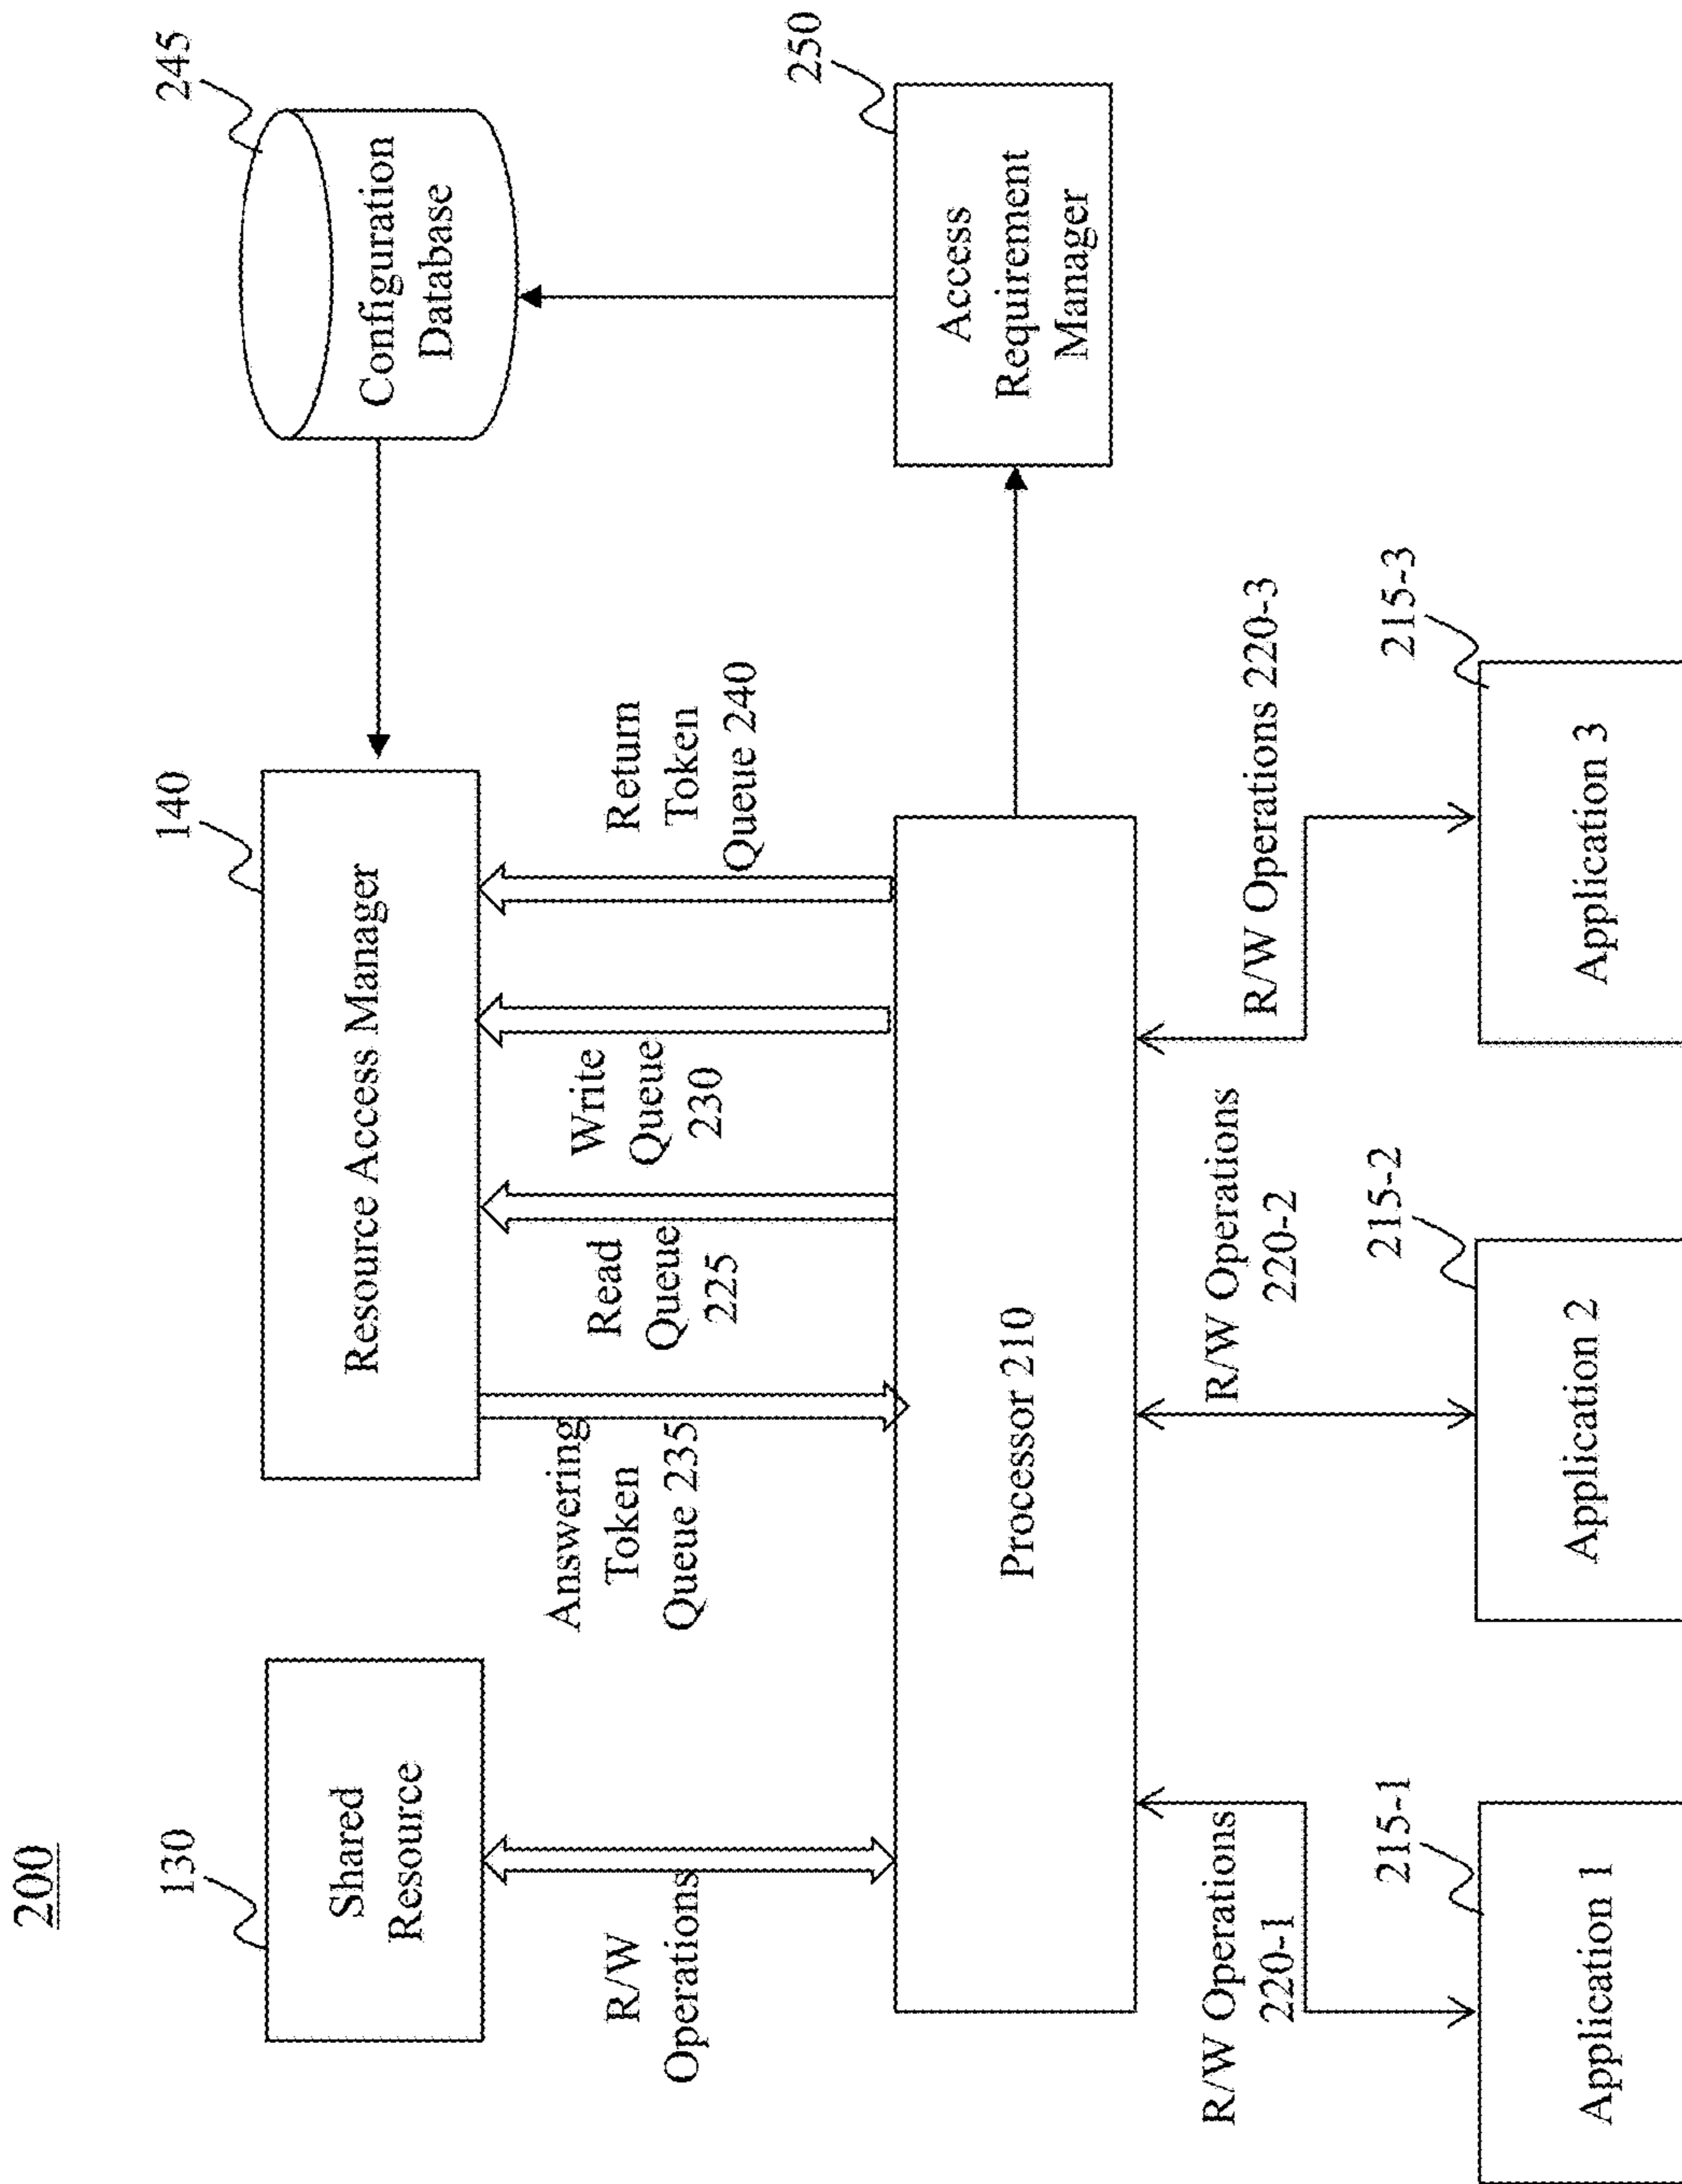 200
130
140
245
Shared
Resource
Resource Access Manager
Configuration
Database
R/W
Operations
Answering
Token
Queue 235
Read
Queue
225
Write
Queue
230
Return
Token
Queue 240
250
Processor 210
Access
Requirement
Manager
R/W Operations
220-1
R/W Operations
220-2
R/W Operations 220-3
215-1
215-2
215-3
Application 1
Application 2
Application 3